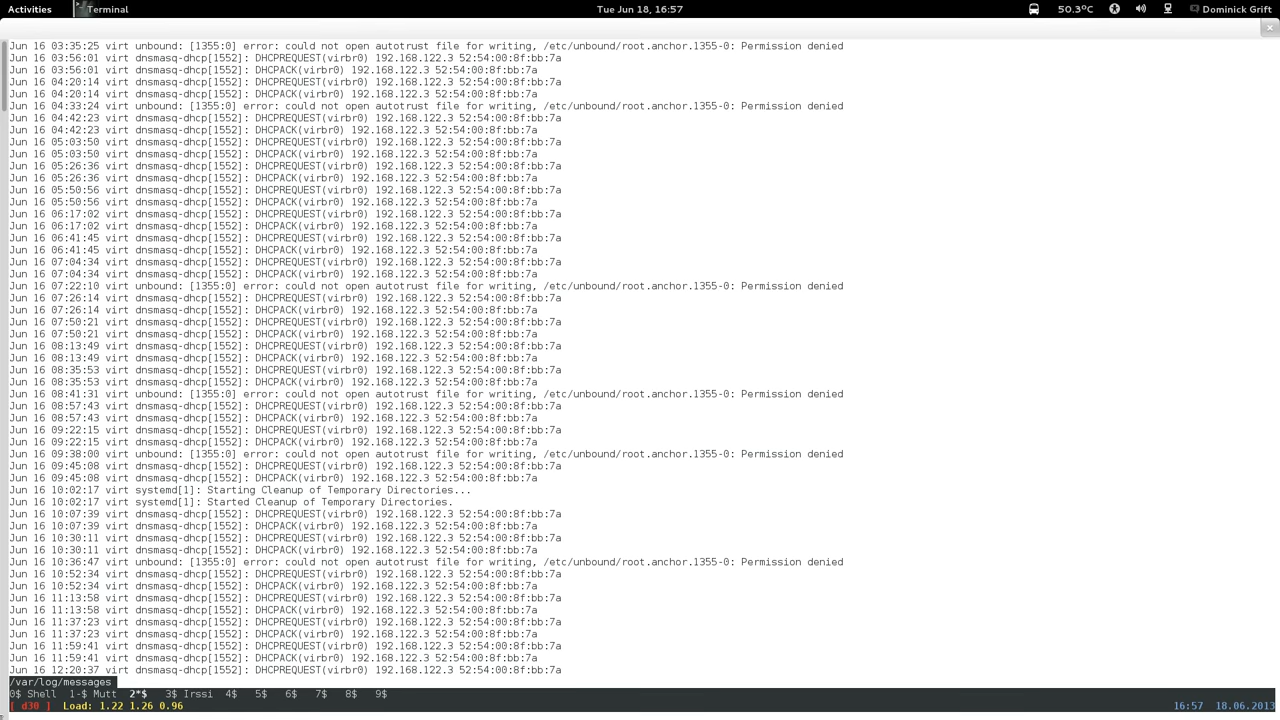 Activities Terminal Tue Jun 18, 16:57 50.3°C Dominick Grift
Jun 16 03:35:25 virt unbound: [1355:0] error: could not open autotrust file for writing, /etc/unbound/root.anchor.1355-0: Permission denied
Jun 16 03:56:01 virt dnsmasq-dhcp[1552]: DHCPREQUEST(virbr0) 192.168.122.3 52:54:00:8f:bb:7a
Jun 16 03:56:01 virt dnsmasq-dhcp[1552]: DHCPACK(virbr0) 192.168.122.3 52:54:00:8f:bb:7a
Jun 16 04:20:14 virt dnsmasq-dhcp[1552]: DHCPREQUEST(virbr0) 192.168.122.3 52:54:00:8f:bb:7a
Jun 16 04:20:14 virt dnsmasq-dhcp[1552]: DHCPACK(virbr0) 192.168.122.3 52:54:00:8f:bb:7a
Jun 16 04:33:24 virt unbound: [1355:0] error: could not open autotrust file for writing, /etc/unbound/root.anchor.1355-0: Permission denied
Jun 16 04:42:23 virt dnsmasq-dhcp[1552]: DHCPREQUEST(virbr0) 192.168.122.3 52:54:00:8f:bb:7a
Jun 16 04:42:23 virt dnsmasq-dhcp[1552]: DHCPACK(virbr0) 192.168.122.3 52:54:00:8f:bb:7a
Jun 16 05:03:50 virt dnsmasq-dhcp[1552]: DHCPREQUEST(virbr0) 192.168.122.3 52:54:00:8f:bb:7a
Jun 16 05:03:50 virt dnsmasq-dhcp[1552]: DHCPACK(virbr0) 192.168.122.3 52:54:00:8f:bb:7a
Jun 16 05:26:36 virt dnsmasq-dhcp[1552]: DHCPREQUEST(virbr0) 192.168.122.3 52:54:00:8f:bb:7a
Jun 16 05:26:36 virt dnsmasq-dhcp[1552]: DHCPACK(virbr0) 192.168.122.3 52:54:00:8f:bb:7a
Jun 16 05:50:56 virt dnsmasq-dhcp[1552]: DHCPREQUEST(virbr0) 192.168.122.3 52:54:00:8f:bb:7a
Jun 16 05:50:56 virt dnsmasq-dhcp[1552]: DHCPACK(virbr0) 192.168.122.3 52:54:00:8f:bb:7a
Jun 16 06:17:02 virt dnsmasq-dhcp[1552]: DHCPREQUEST(virbr0) 192.168.122.3 52:54:00:8f:bb:7a
Jun 16 06:17:02 virt dnsmasq-dhcp[1552]: DHCPACK(virbr0) 192.168.122.3 52:54:00:8f:bb:7a
Jun 16 06:41:45 virt dnsmasq-dhcp[1552]: DHCPREQUEST(virbr0) 192.168.122.3 52:54:00:8f:bb:7a
Jun 16 06:41:45 virt dnsmasq-dhcp[1552]: DHCPACK(virbr0) 192.168.122.3 52:54:00:8f:bb:7a
Jun 16 07:04:34 virt dnsmasq-dhcp[1552]: DHCPREQUEST(virbr0) 192.168.122.3 52:54:00:8f:bb:7a
Jun 16 07:04:34 virt dnsmasq-dhcp[1552]: DHCPACK(virbr0) 192.168.122.3 52:54:00:8f:bb:7a
Jun 16 07:22:10 virt unbound: [1355:0] error: could not open autotrust file for writing, /etc/unbound/root.anchor.1355-0: Permission denied
Jun 16 07:26:14 virt dnsmasq-dhcp[1552]: DHCPREQUEST(virbr0) 192.168.122.3 52:54:00:8f:bb:7a
Jun 16 07:26:14 virt dnsmasq-dhcp[1552]: DHCPACK(virbr0) 192.168.122.3 52:54:00:8f:bb:7a
Jun 16 07:50:21 virt dnsmasq-dhcp[1552]: DHCPREQUEST(virbr0) 192.168.122.3 52:54:00:8f:bb:7a
Jun 16 07:50:21 virt dnsmasq-dhcp[1552]: DHCPACK(virbr0) 192.168.122.3 52:54:00:8f:bb:7a
Jun 16 08:13:49 virt dnsmasq-dhcp[1552]: DHCPREQUEST(virbr0) 192.168.122.3 52:54:00:8f:bb:7a
Jun 16 08:13:49 virt dnsmasq-dhcp[1552]: DHCPACK(virbr0) 192.168.122.3 52:54:00:8f:bb:7a
Jun 16 08:35:53 virt dnsmasq-dhcp[1552]: DHCPREQUEST(virbr0) 192.168.122.3 52:54:00:8f:bb:7a
Jun 16 08:35:53 virt dnsmasq-dhcp[1552]: DHCPACK(virbr0) 192.168.122.3 52:54:00:8f:bb:7a
Jun 16 08:41:31 virt unbound: [1355:0] error: could not open autotrust file for writing, /etc/unbound/root.anchor.1355-0: Permission denied
Jun 16 08:57:43 virt dnsmasq-dhcp[1552]: DHCPREQUEST(virbr0) 192.168.122.3 52:54:00:8f:bb:7a
Jun 16 08:57:43 virt dnsmasq-dhcp[1552]: DHCPACK(virbr0) 192.168.122.3 52:54:00:8f:bb:7a
Jun 16 09:22:15 virt dnsmasq-dhcp[1552]: DHCPREQUEST(virbr0) 192.168.122.3 52:54:00:8f:bb:7a
Jun 16 09:22:15 virt dnsmasq-dhcp[1552]: DHCPACK(virbr0) 192.168.122.3 52:54:00:8f:bb:7a
Jun 16 09:38:00 virt unbound: [1355:0] error: could not open autotrust file for writing, /etc/unbound/root.anchor.1355-0: Permission denied
Jun 16 09:45:08 virt dnsmasq-dhcp[1552]: DHCPREQUEST(virbr0) 192.168.122.3 52:54:00:8f:bb:7a
Jun 16 09:45:08 virt dnsmasq-dhcp[1552]: DHCPACK(virbr0) 192.168.122.3 52:54:00:8f:bb:7a
Jun 16 10:02:17 virt systemd[1]: Starting Cleanup of Temporary Directories...
Jun 16 10:02:17 virt systemd[1]: Started Cleanup of Temporary Directories.
Jun 16 10:07:39 virt dnsmasq-dhcp[1552]: DHCPREQUEST(virbr0) 192.168.122.3 52:54:00:8f:bb:7a
Jun 16 10:07:39 virt dnsmasq-dhcp[1552]: DHCPACK(virbr0) 192.168.122.3 52:54:00:8f:bb:7a
Jun 16 10:30:11 virt dnsmasq-dhcp[1552]: DHCPREQUEST(virbr0) 192.168.122.3 52:54:00:8f:bb:7a
Jun 16 10:30:11 virt dnsmasq-dhcp[1552]: DHCPACK(virbr0) 192.168.122.3 52:54:00:8f:bb:7a
Jun 16 10:36:47 virt unbound: [1355:0] error: could not open autotrust file for writing, /etc/unbound/root.anchor.1355-0: Permission denied
Jun 16 10:52:34 virt dnsmasq-dhcp[1552]: DHCPREQUEST(virbr0) 192.168.122.3 52:54:00:8f:bb:7a
Jun 16 10:52:34 virt dnsmasq-dhcp[1552]: DHCPACK(virbr0) 192.168.122.3 52:54:00:8f:bb:7a
Jun 16 11:13:58 virt dnsmasq-dhcp[1552]: DHCPREQUEST(virbr0) 192.168.122.3 52:54:00:8f:bb:7a
Jun 16 11:13:58 virt dnsmasq-dhcp[1552]: DHCPACK(virbr0) 192.168.122.3 52:54:00:8f:bb:7a
Jun 16 11:37:23 virt dnsmasq-dhcp[1552]: DHCPREQUEST(virbr0) 192.168.122.3 52:54:00:8f:bb:7a
Jun 16 11:37:23 virt dnsmasq-dhcp[1552]: DHCPACK(virbr0) 192.168.122.3 52:54:00:8f:bb:7a
Jun 16 11:59:41 virt dnsmasq-dhcp[1552]: DHCPREQUEST(virbr0) 192.168.122.3 52:54:00:8f:bb:7a
Jun 16 11:59:41 virt dnsmasq-dhcp[1552]: DHCPACK(virbr0) 192.168.122.3 52:54:00:8f:bb:7a
Jun 16 12:20:37 virt dnsmasq-dhcp[1552]: DHCPREQUEST(virbr0) 192.168.122.3 52:54:00:8f:bb:7a
/var/log/messages
0$ Shell 1-$ Mutt 2*$ 3$ Irssi 4$ 5$ 6$ 7$ 8$ 9$
[ d30 ] Load: 1.22 1.26 0.96 16:57 18.06.2013